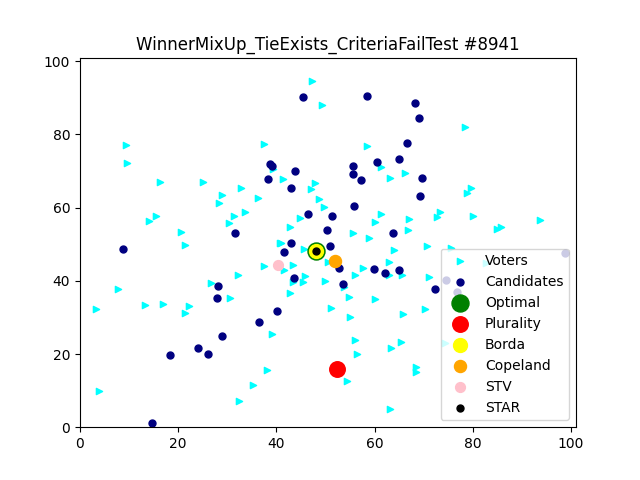 WinnerMixUp_TieExists_CriteriaFailTest #8941
100
80
60
40
20
0
0 20 40 60 80 100
Voters
Candidates
Optimal
Plurality
Borda
Copeland
STV
STAR